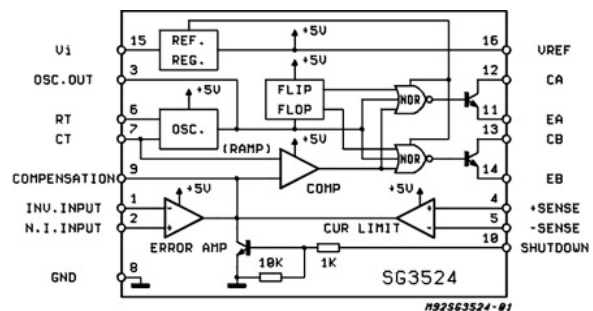 +5V
Vi 15 REF. REG. 16 VREF
OSC.OUT 3 +5V 12 CA
+5V FLIP FLOP NOR
RT 6 OSC. 11 EA
CT 7 13 CB
(RAMP) NOR
+5V
COMPENSATION 9 COMP 14 EB
+5V +5V
INV.INPUT 1 - + 4 +SENSE
N.I.INPUT 2 + - 5 -SENSE
ERROR AMP CUR LIMIT 10 SHUTDOWN
10K 1K
GND 8 SG3524
M92SG3524-01